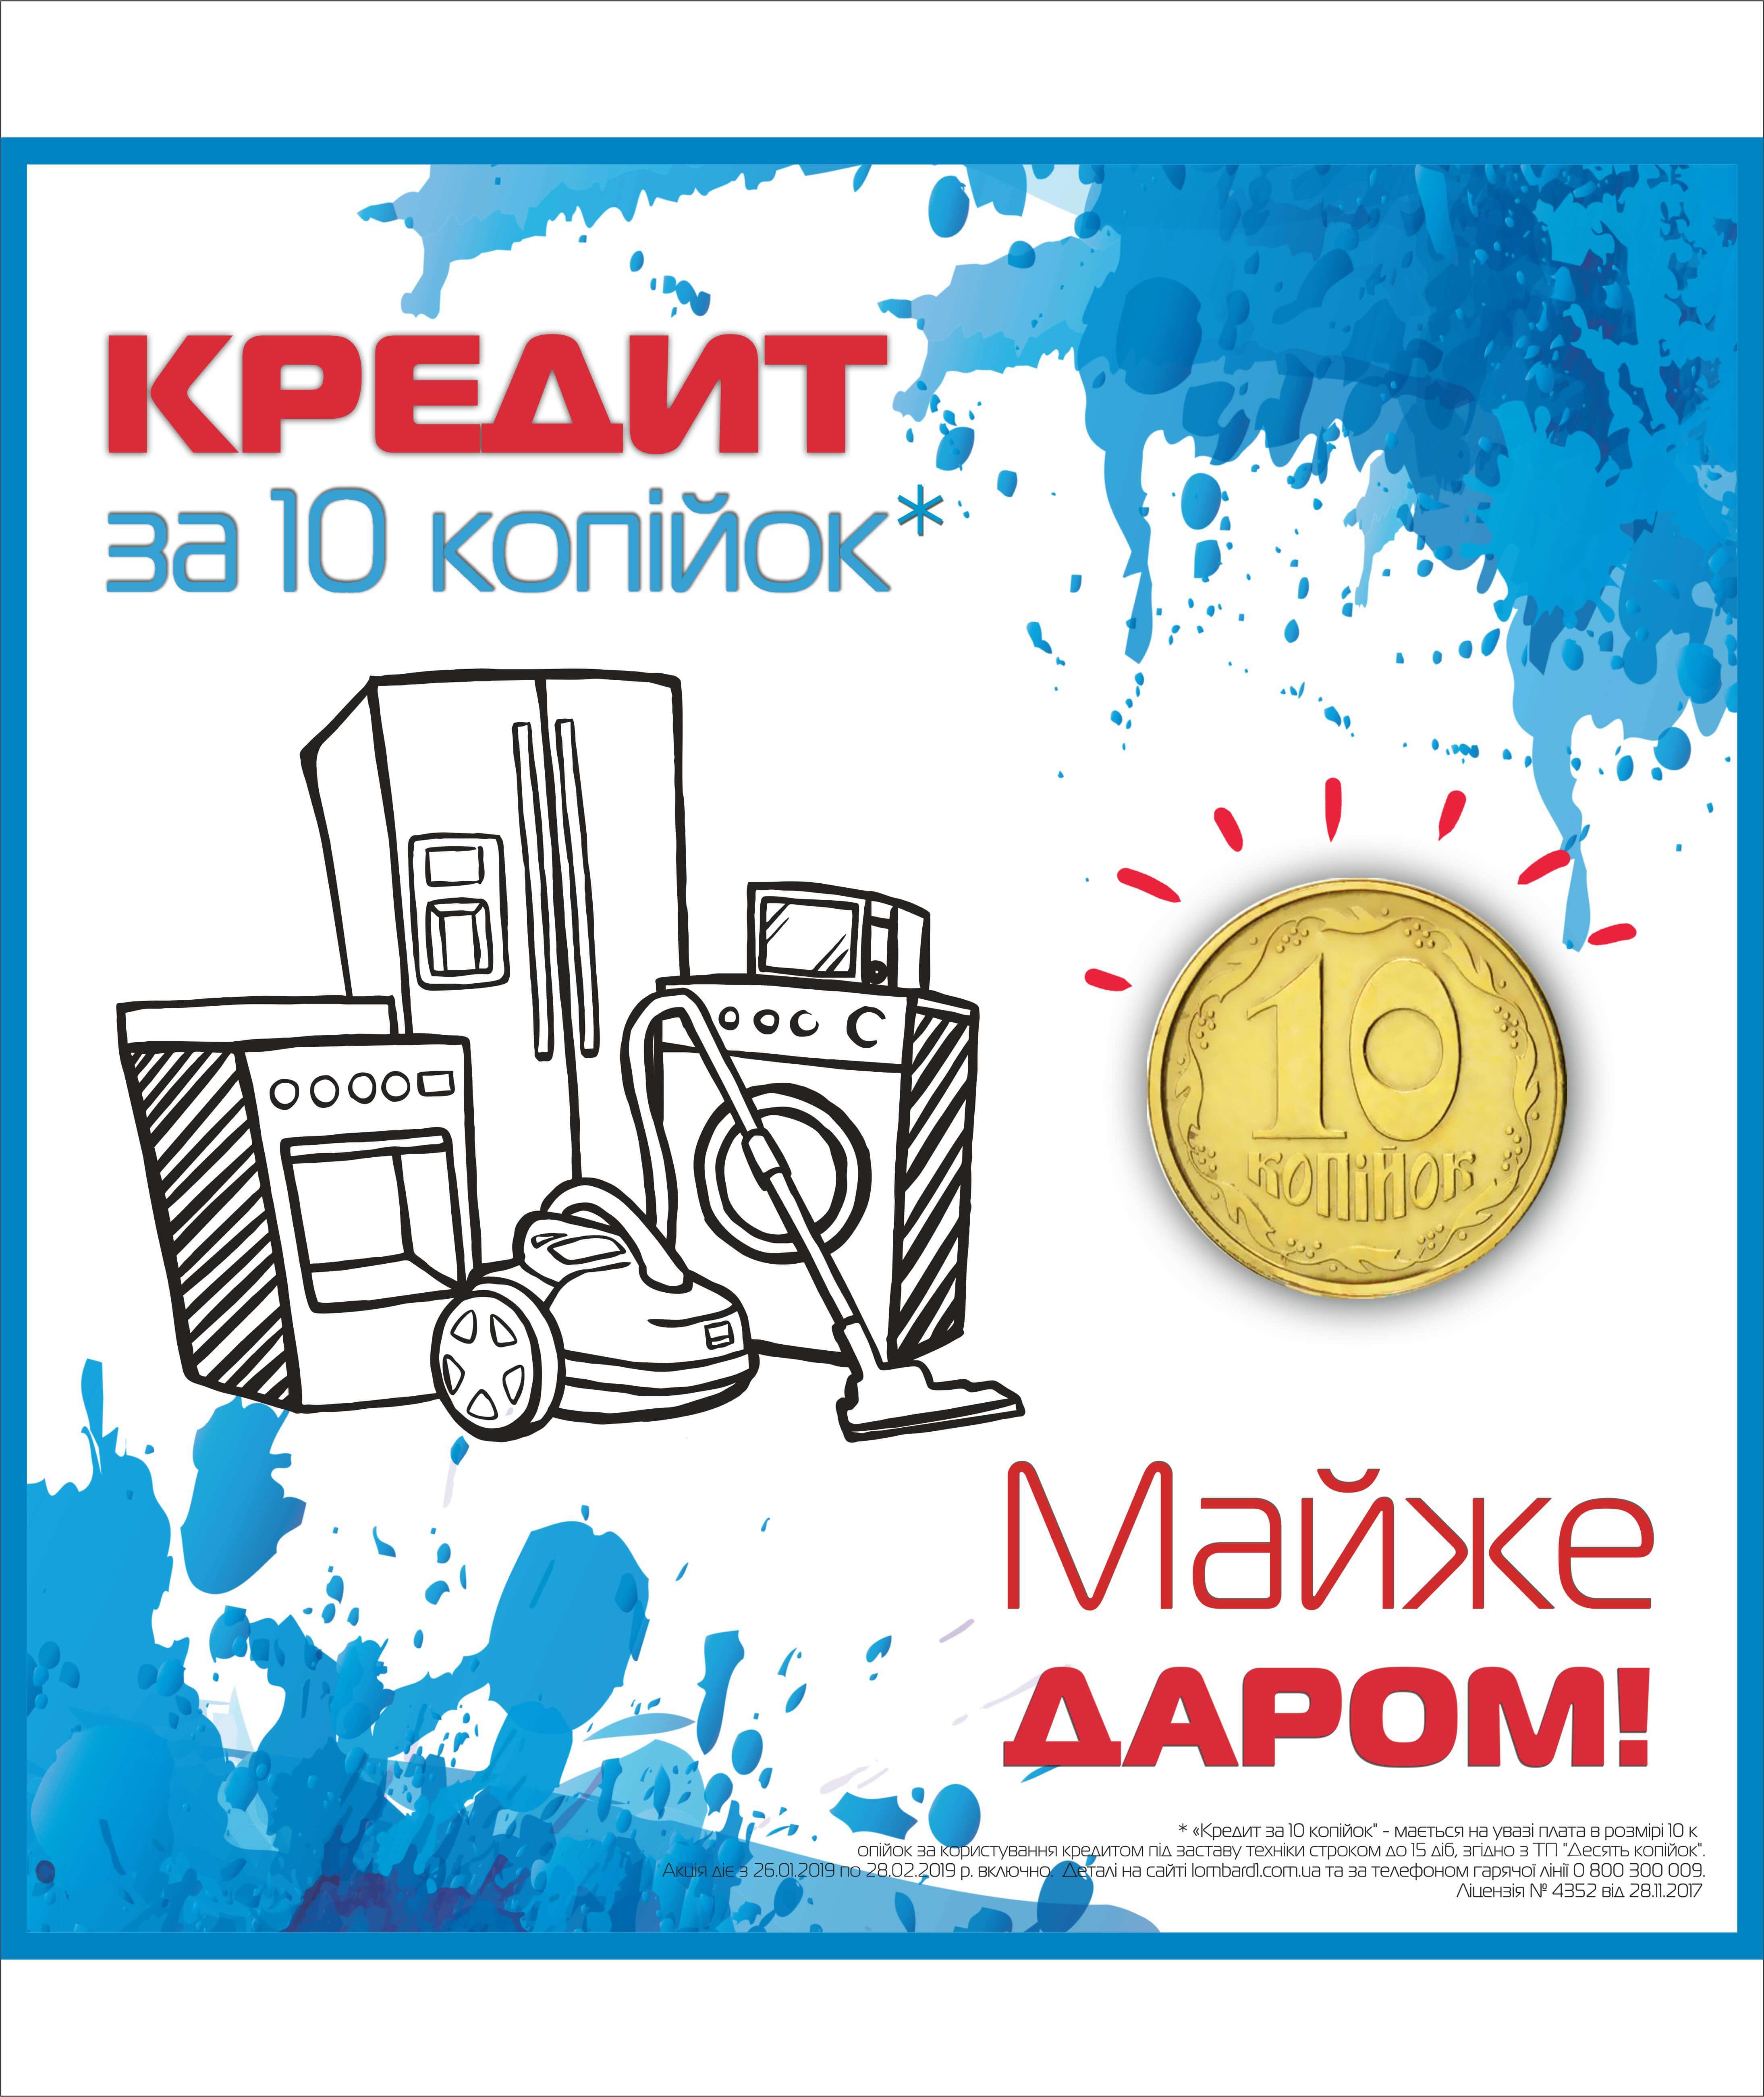 КРЕДИТ
за 10 копійок*
10
КОПІЙОК
Майже
ДАРОМ!
* «Кредит за 10 копійок" - мається на увазі плата в розмірі 10 к
опійок за користування кредитом під заставу техніки строком до 15 діб, згідно з ТП "Десять копійок".
Акція діє з 26.01.2019 по 28.02.2019 р. включно. Деталі на сайті lombard1.com.ua та за телефоном гарячої лінії 0 800 300 009.
Ліцензія № 4352 від 28.11.2017